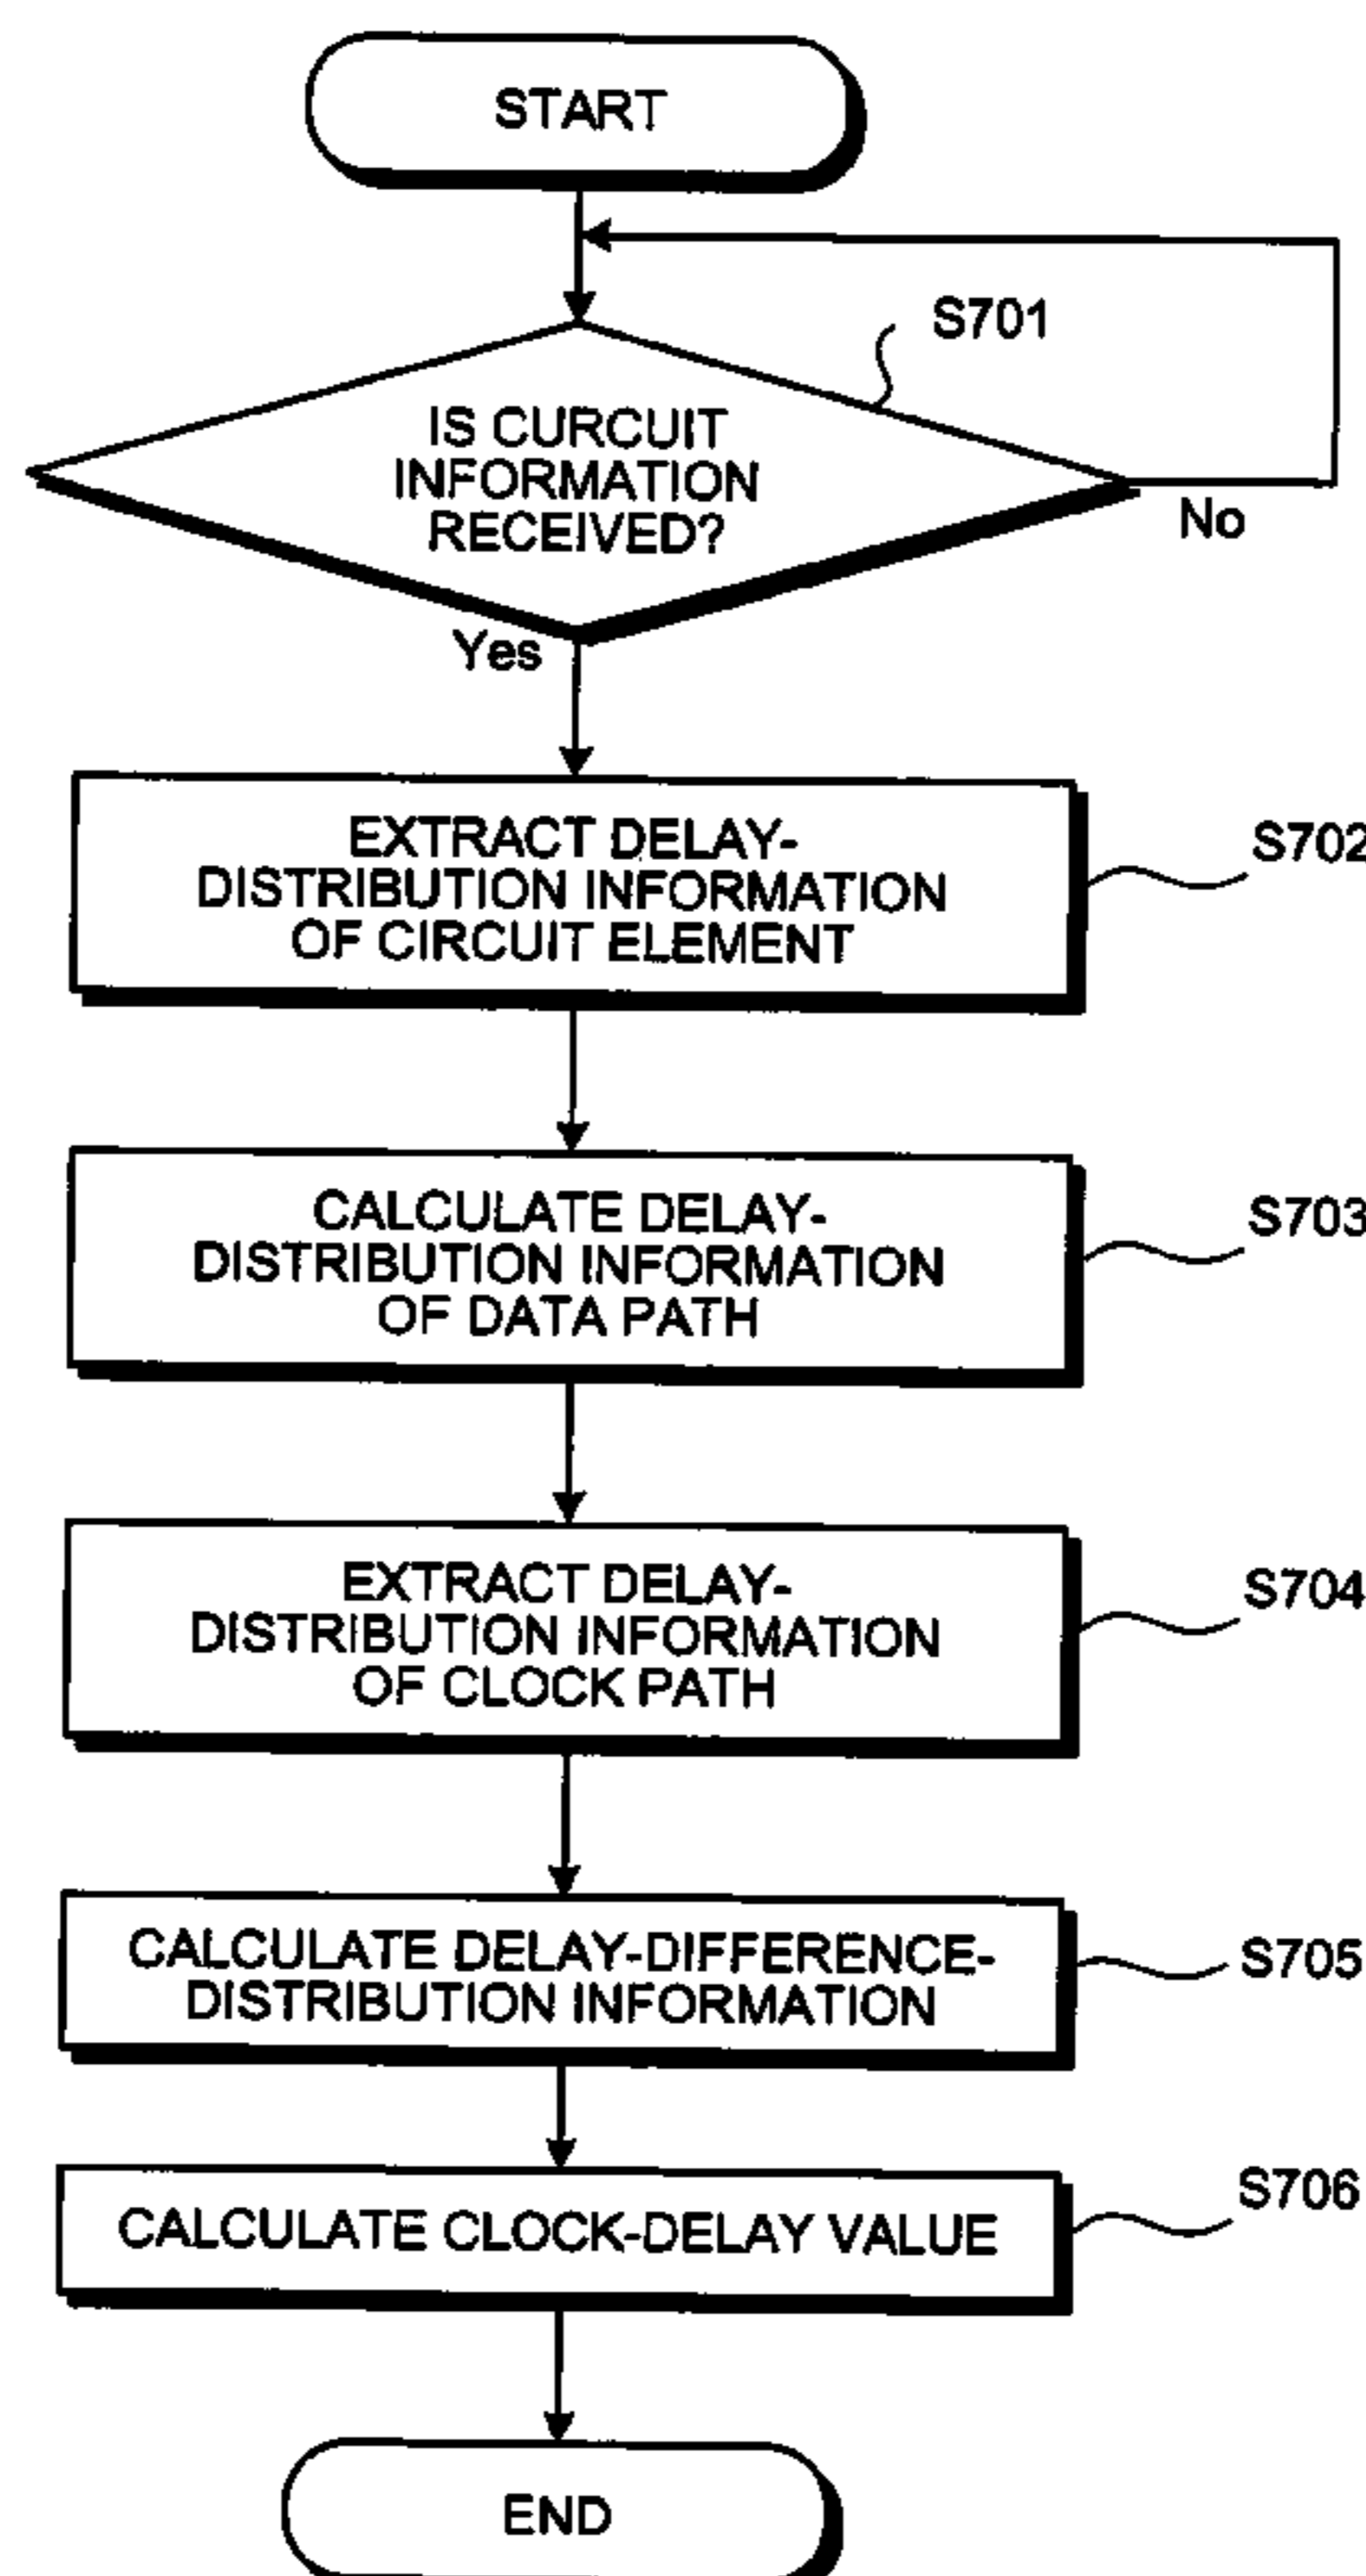 START
S701
IS CURCUIT
INFORMATION
RECEIVED?
No
Yes
EXTRACT DELAY-
DISTRIBUTION INFORMATION
OF CIRCUIT ELEMENT
S702
CALCULATE DELAY-
DISTRIBUTION INFORMATION
OF DATA PATH
S703
EXTRACT DELAY-
DISTRIBUTION INFORMATION
OF CLOCK PATH
S704
CALCULATE DELAY-DIFFERENCE-
DISTRIBUTION INFORMATION
S705
CALCULATE CLOCK-DELAY VALUE
S706
END